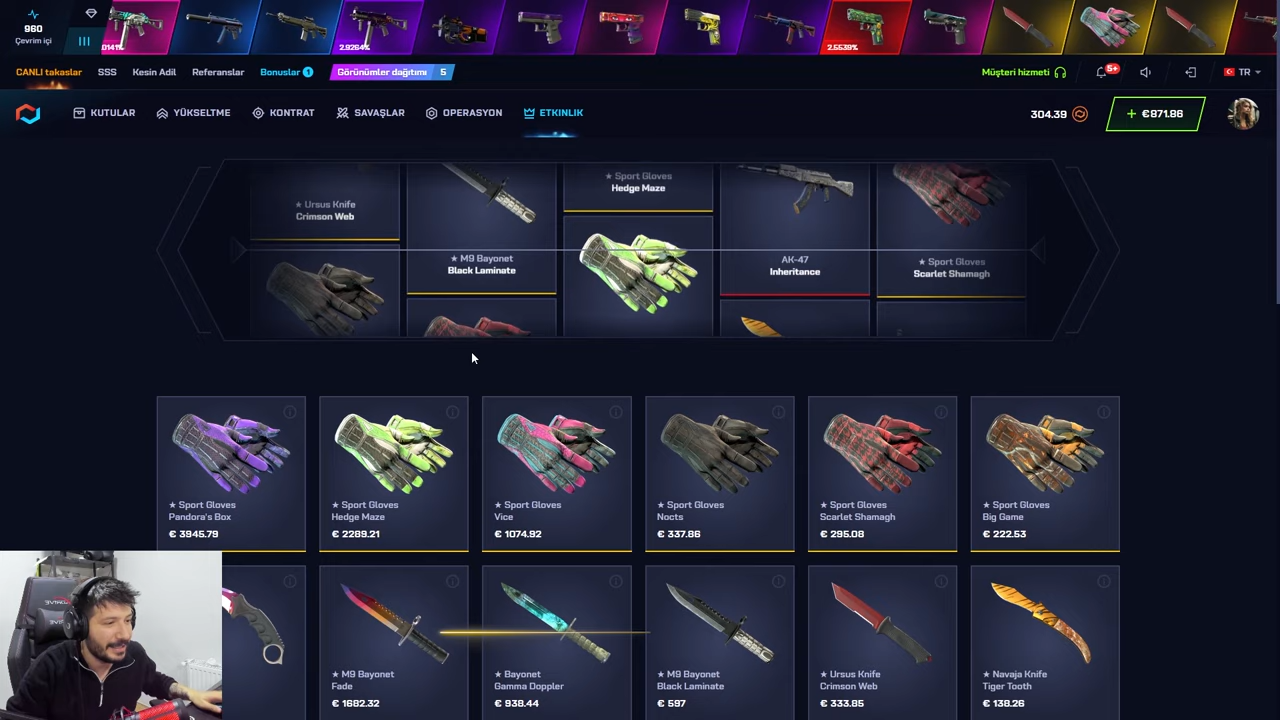 960
Çevrim içi
0141%
2.9264%
2.5539%
CANLI takaslar
SSS
Kesin Adil
Referanslar
Bonuslar 1
Görünümler dağıtımı 5
Müşteri hizmeti
5+
TR
KUTULAR
YÜKSELTME
KONTRAT
SAVAŞLAR
OPERASYON
ETKINLIK
304.39
+ €871.86
★ Ursus Knife
Crimson Web
★ M9 Bayonet
Black Laminate
★ Sport Gloves
Hedge Maze
AK-47
Inheritance
★ Sport Gloves
Scarlet Shamagh
★ Sport Gloves
Pandora's Box
€ 3945.79
★ Sport Gloves
Hedge Maze
€ 2289.21
★ Sport Gloves
Vice
€ 1074.92
★ Sport Gloves
Nocts
€ 337.86
★ Sport Gloves
Scarlet Shamagh
€ 295.08
★ Sport Gloves
Big Game
€ 222.53
★ M9 Bayonet
Fade
€ 1682.32
★ Bayonet
Gamma Doppler
€ 938.44
★ M9 Bayonet
Black Laminate
€ 597
★ Ursus Knife
Crimson Web
€ 333.85
★ Navaja Knife
Tiger Tooth
€ 138.26